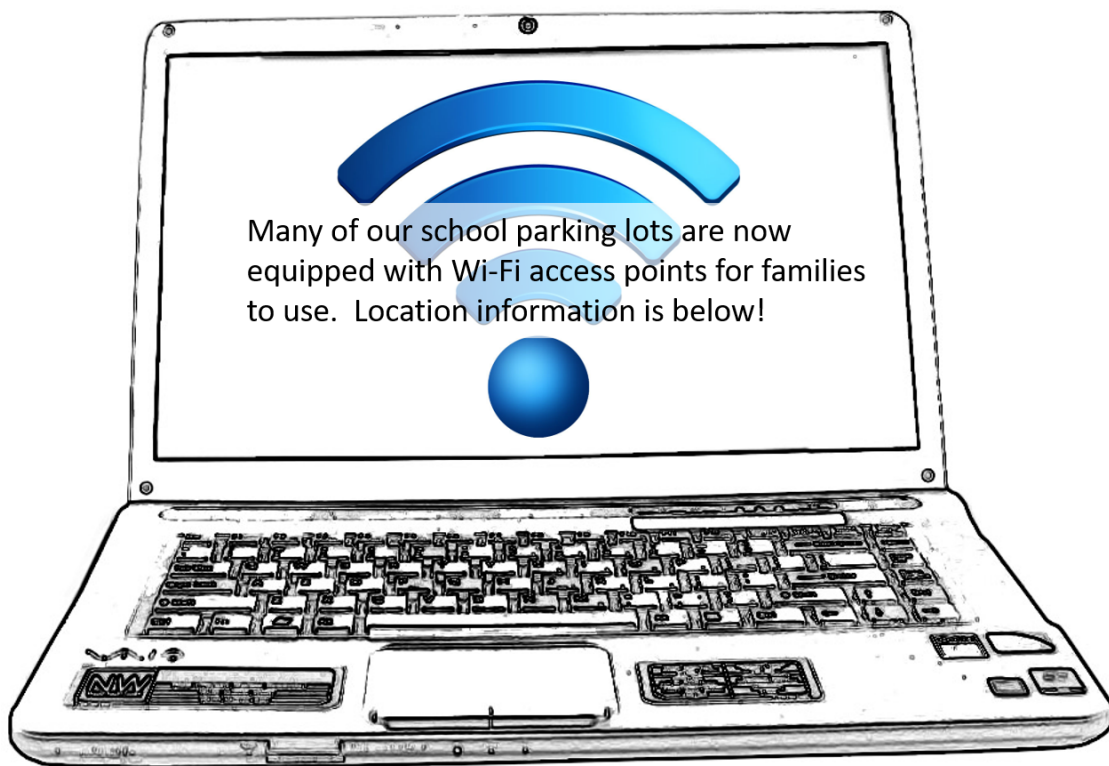 Many of our school parking lots are now
equipped with Wi-Fi access points for families
to use.  Location information is below!
NW